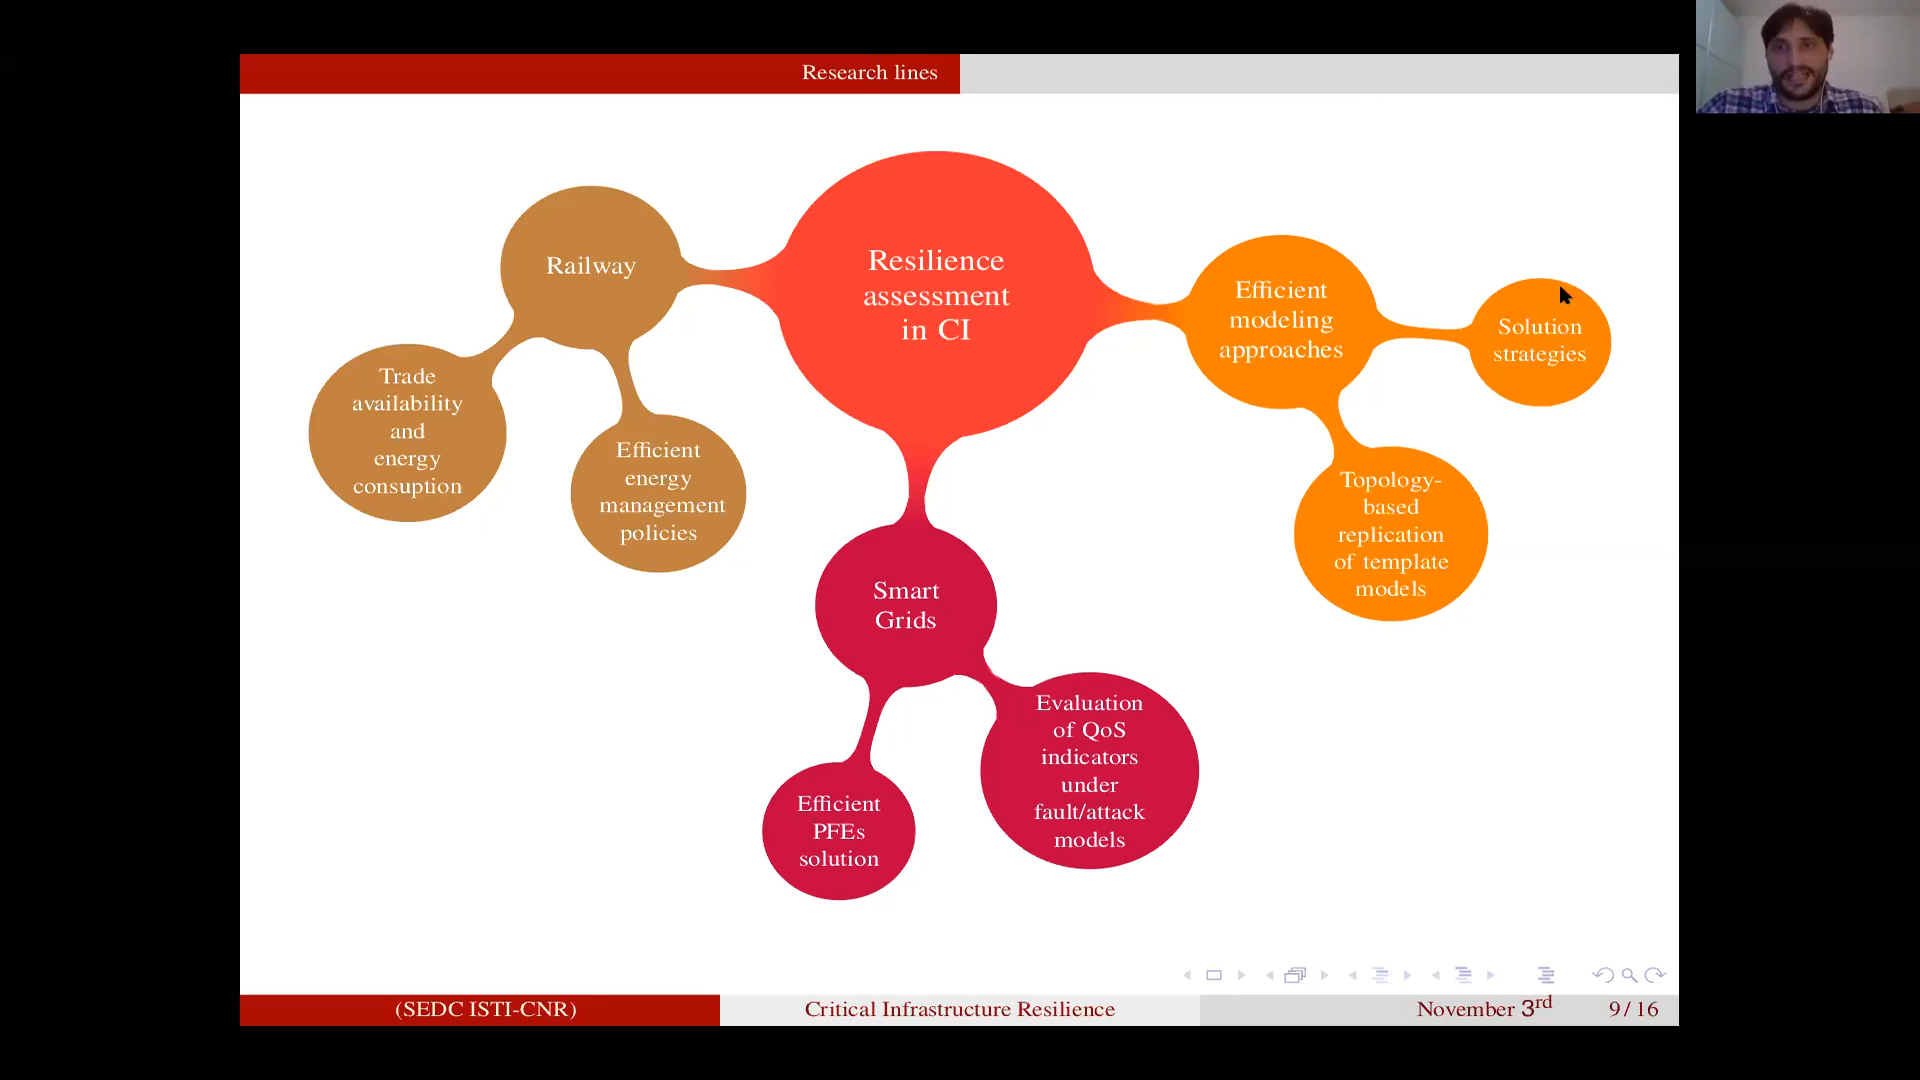 Research lines
Resilience
assessment
in CI
Railway
Trade
availability
and
energy
consuption
Efficient
energy
management
policies
Efficient
modeling
approaches
Solution
strategies
Topology-
based
replication
of template
models
Smart
Grids
Efficient
PFEs
solution
Evaluation
of QoS
indicators
under
fault/attack
models
(SEDC ISTI-CNR)
Critical Infrastructure Resilience
November 3rd
9 / 16